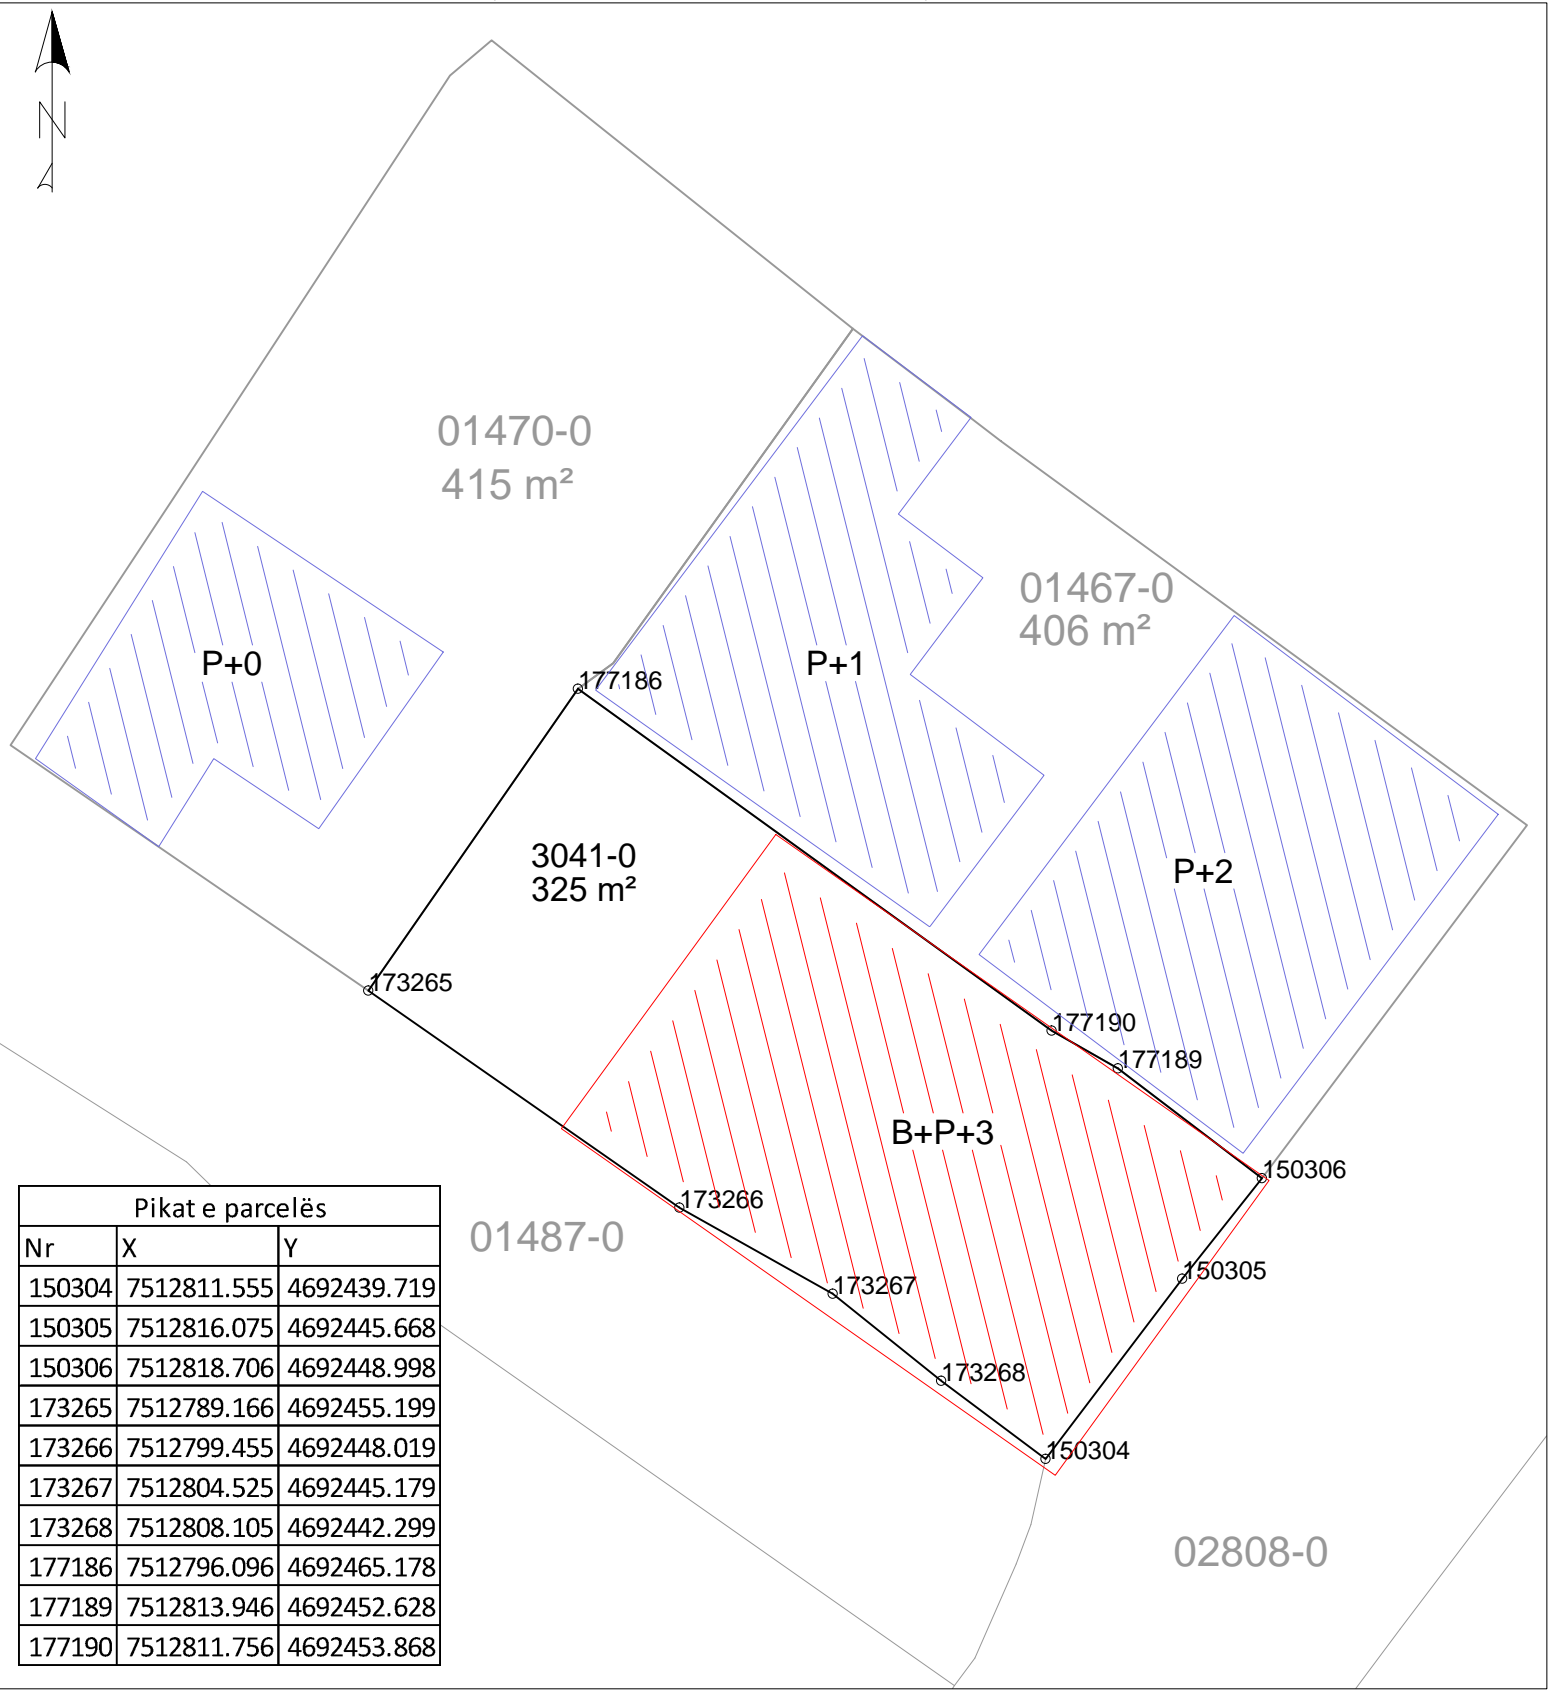 N
01470-0
415 m²
01467-0
406 m²
P+0
P+1
177186
3041-0
325 m²
P+2
173265
177190
177189
B+P+3
150306
173266
01487-0
150305
173267
173268
150304
02808-0
Pikat e parcelës
Nr X Y
150304 7512811.555 4692439.719
150305 7512816.075 4692445.668
150306 7512818.706 4692448.998
173265 7512789.166 4692455.199
173266 7512799.455 4692448.019
173267 7512804.525 4692445.179
173268 7512808.105 4692442.299
177186 7512796.096 4692465.178
177189 7512813.946 4692452.628
177190 7512811.756 4692453.868